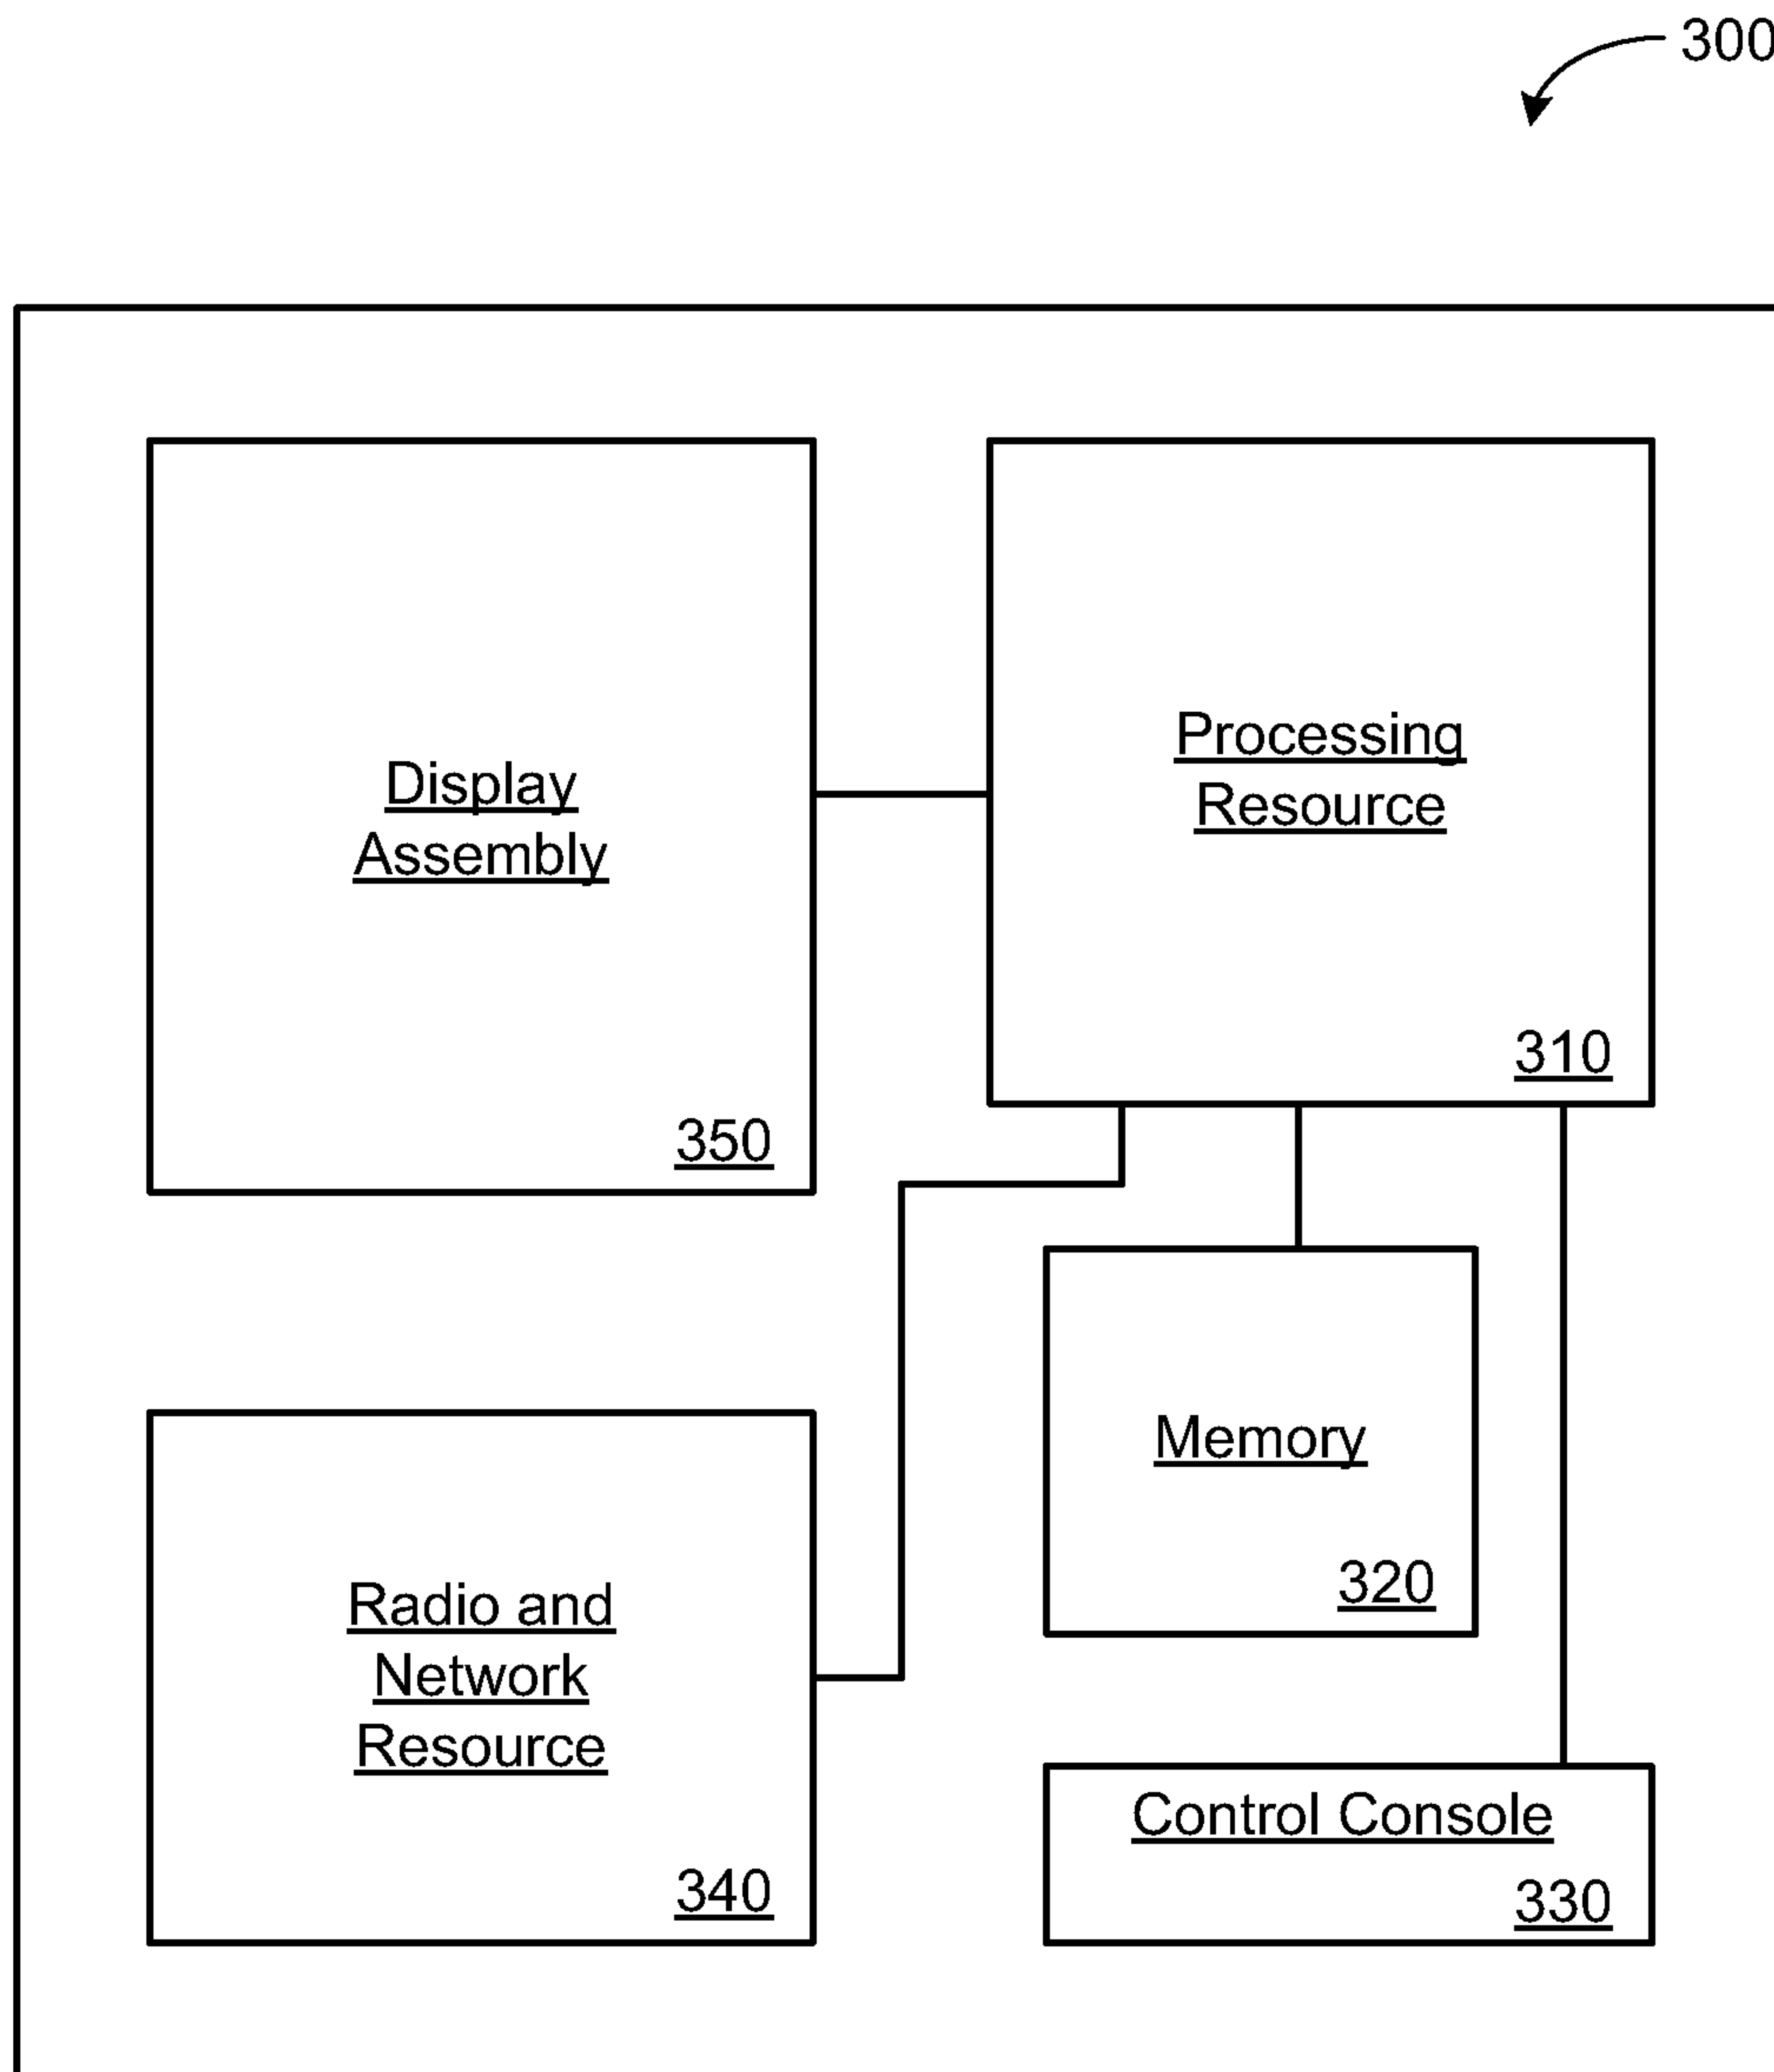 300
Display
Assembly
350
Processing
Resource
310
Memory
320
Radio and
Network
Resource
340
Control Console
330